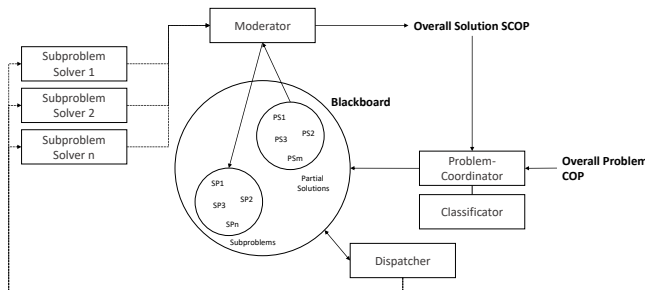 Moderator
Overall Solution SCOP
Subproblem
Solver 1
Subproblem
Solver 2
Subproblem
Solver n
Blackboard
PS1
PS2
PS3
PSm
Partial
Solutions
SP1
SP2
SP3
SPn
Subproblems
Problem-
Coordinator
Overall Problem
COP
Classificator
Dispatcher